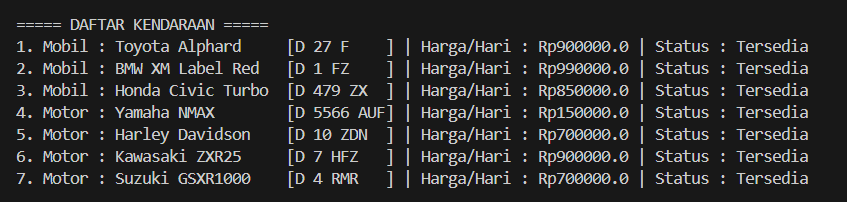 ===== DAFTAR KENDARAAN =====
1. Mobil : Toyota Alphard     [D 27 F    ] | Harga/Hari : Rp900000.0 | Status : Tersedia
2. Mobil : BMW XM Label Red   [D 1 FZ    ] | Harga/Hari : Rp990000.0 | Status : Tersedia
3. Mobil : Honda Civic Turbo  [D 479 ZX  ] | Harga/Hari : Rp850000.0 | Status : Tersedia
4. Motor : Yamaha NMAX        [D 5566 AUF] | Harga/Hari : Rp150000.0 | Status : Tersedia
5. Motor : Harley Davidson    [D 10 ZDN  ] | Harga/Hari : Rp700000.0 | Status : Tersedia
6. Motor : Kawasaki ZXR25     [D 7 HFZ   ] | Harga/Hari : Rp900000.0 | Status : Tersedia
7. Motor : Suzuki GSXR1000    [D 4 RMR   ] | Harga/Hari : Rp700000.0 | Status : Tersedia